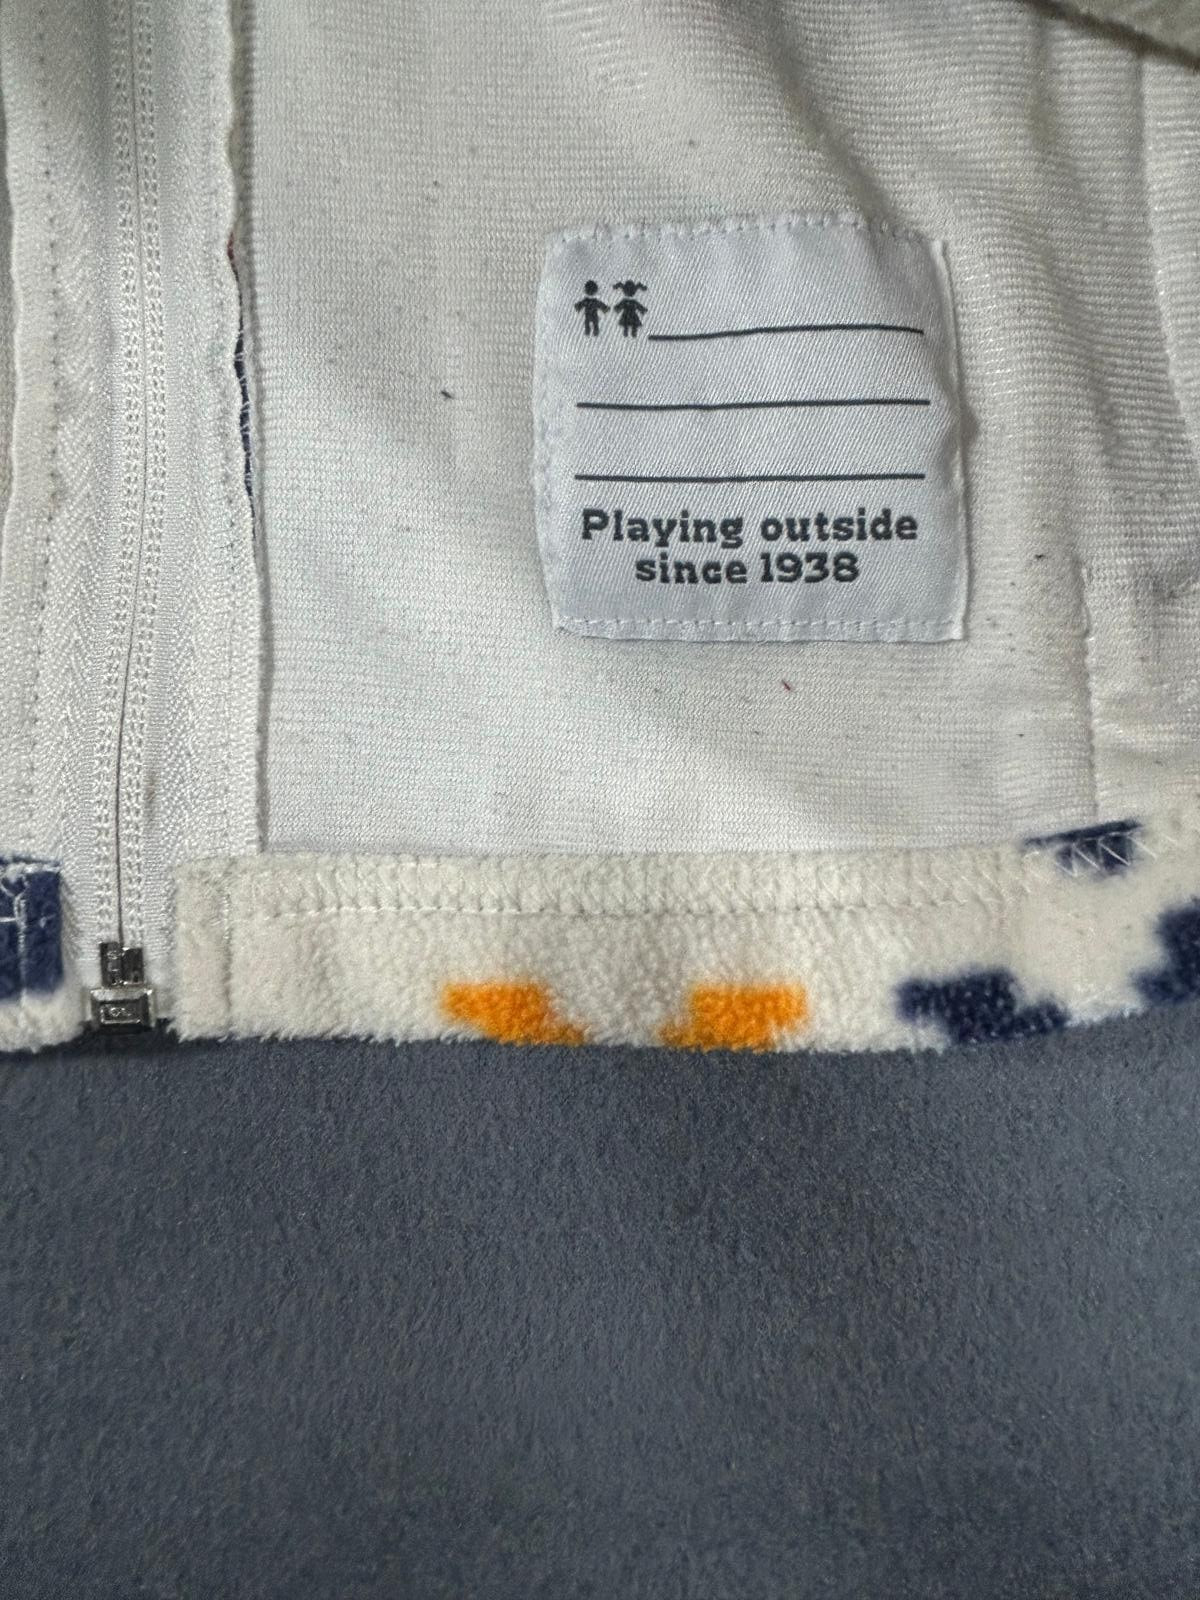 Playing outside
since 1938